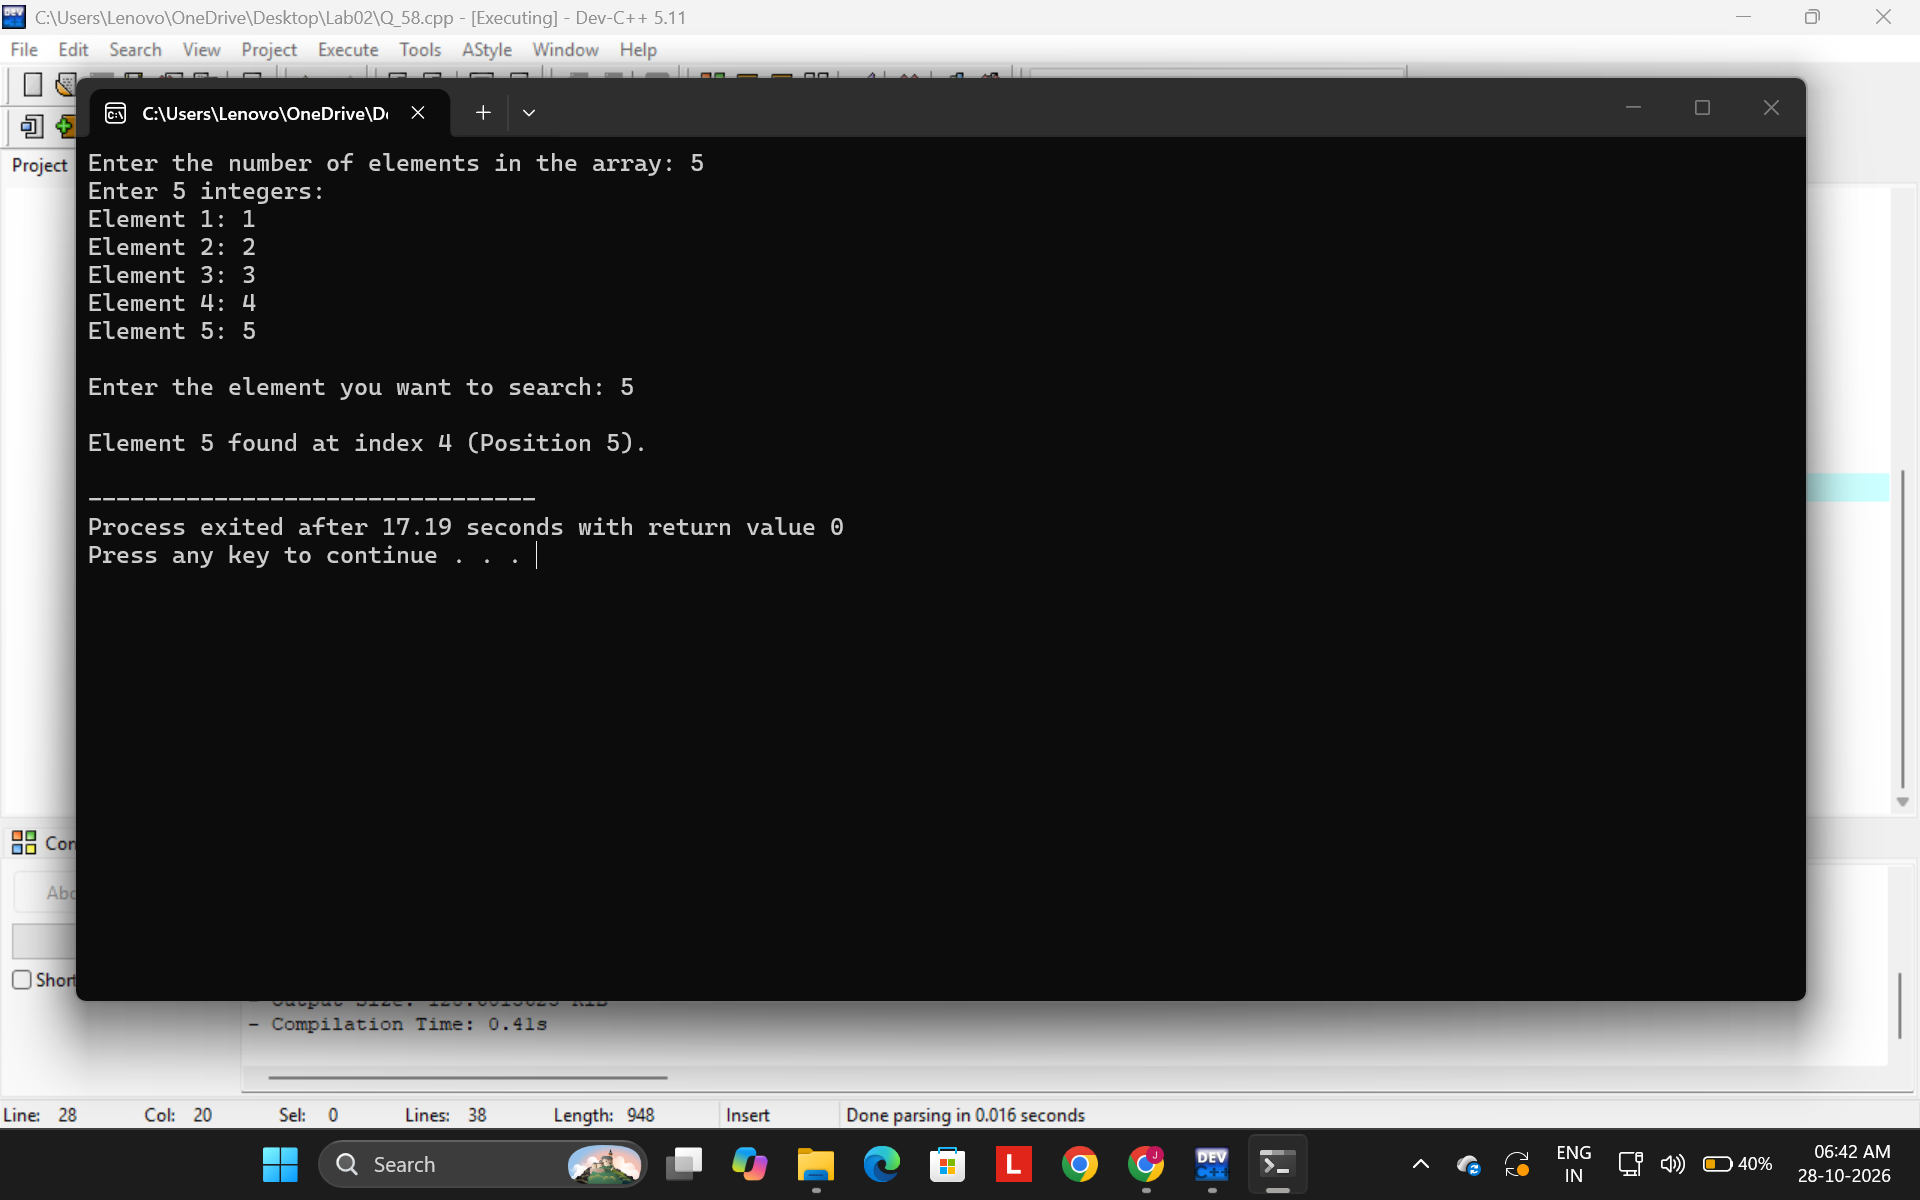 C:\Users\Lenovo\OneDrive\Desktop\Lab02\Q_58.cpp - [Executing] - Dev-C++ 5.11
File Edit Search View Project Execute Tools AStyle Window Help
C:\Users\Lenovo\OneDrive\De
Project
Enter the number of elements in the array: 5
Enter 5 integers:
Element 1: 1
Element 2: 2
Element 3: 3
Element 4: 4
Element 5: 5
Enter the element you want to search: 5
Element 5 found at index 4 (Position 5).
--------------------------------
Process exited after 17.19 seconds with return value 0
Press any key to continue . . .
- Compilation Time: 0.41s
Line: 28 Col: 20 Sel: 0 Lines: 38 Length: 948 Insert Done parsing in 0.016 seconds
Search
L
J
DEV C++
ENG
IN
40%
06:42 AM
28-10-2026